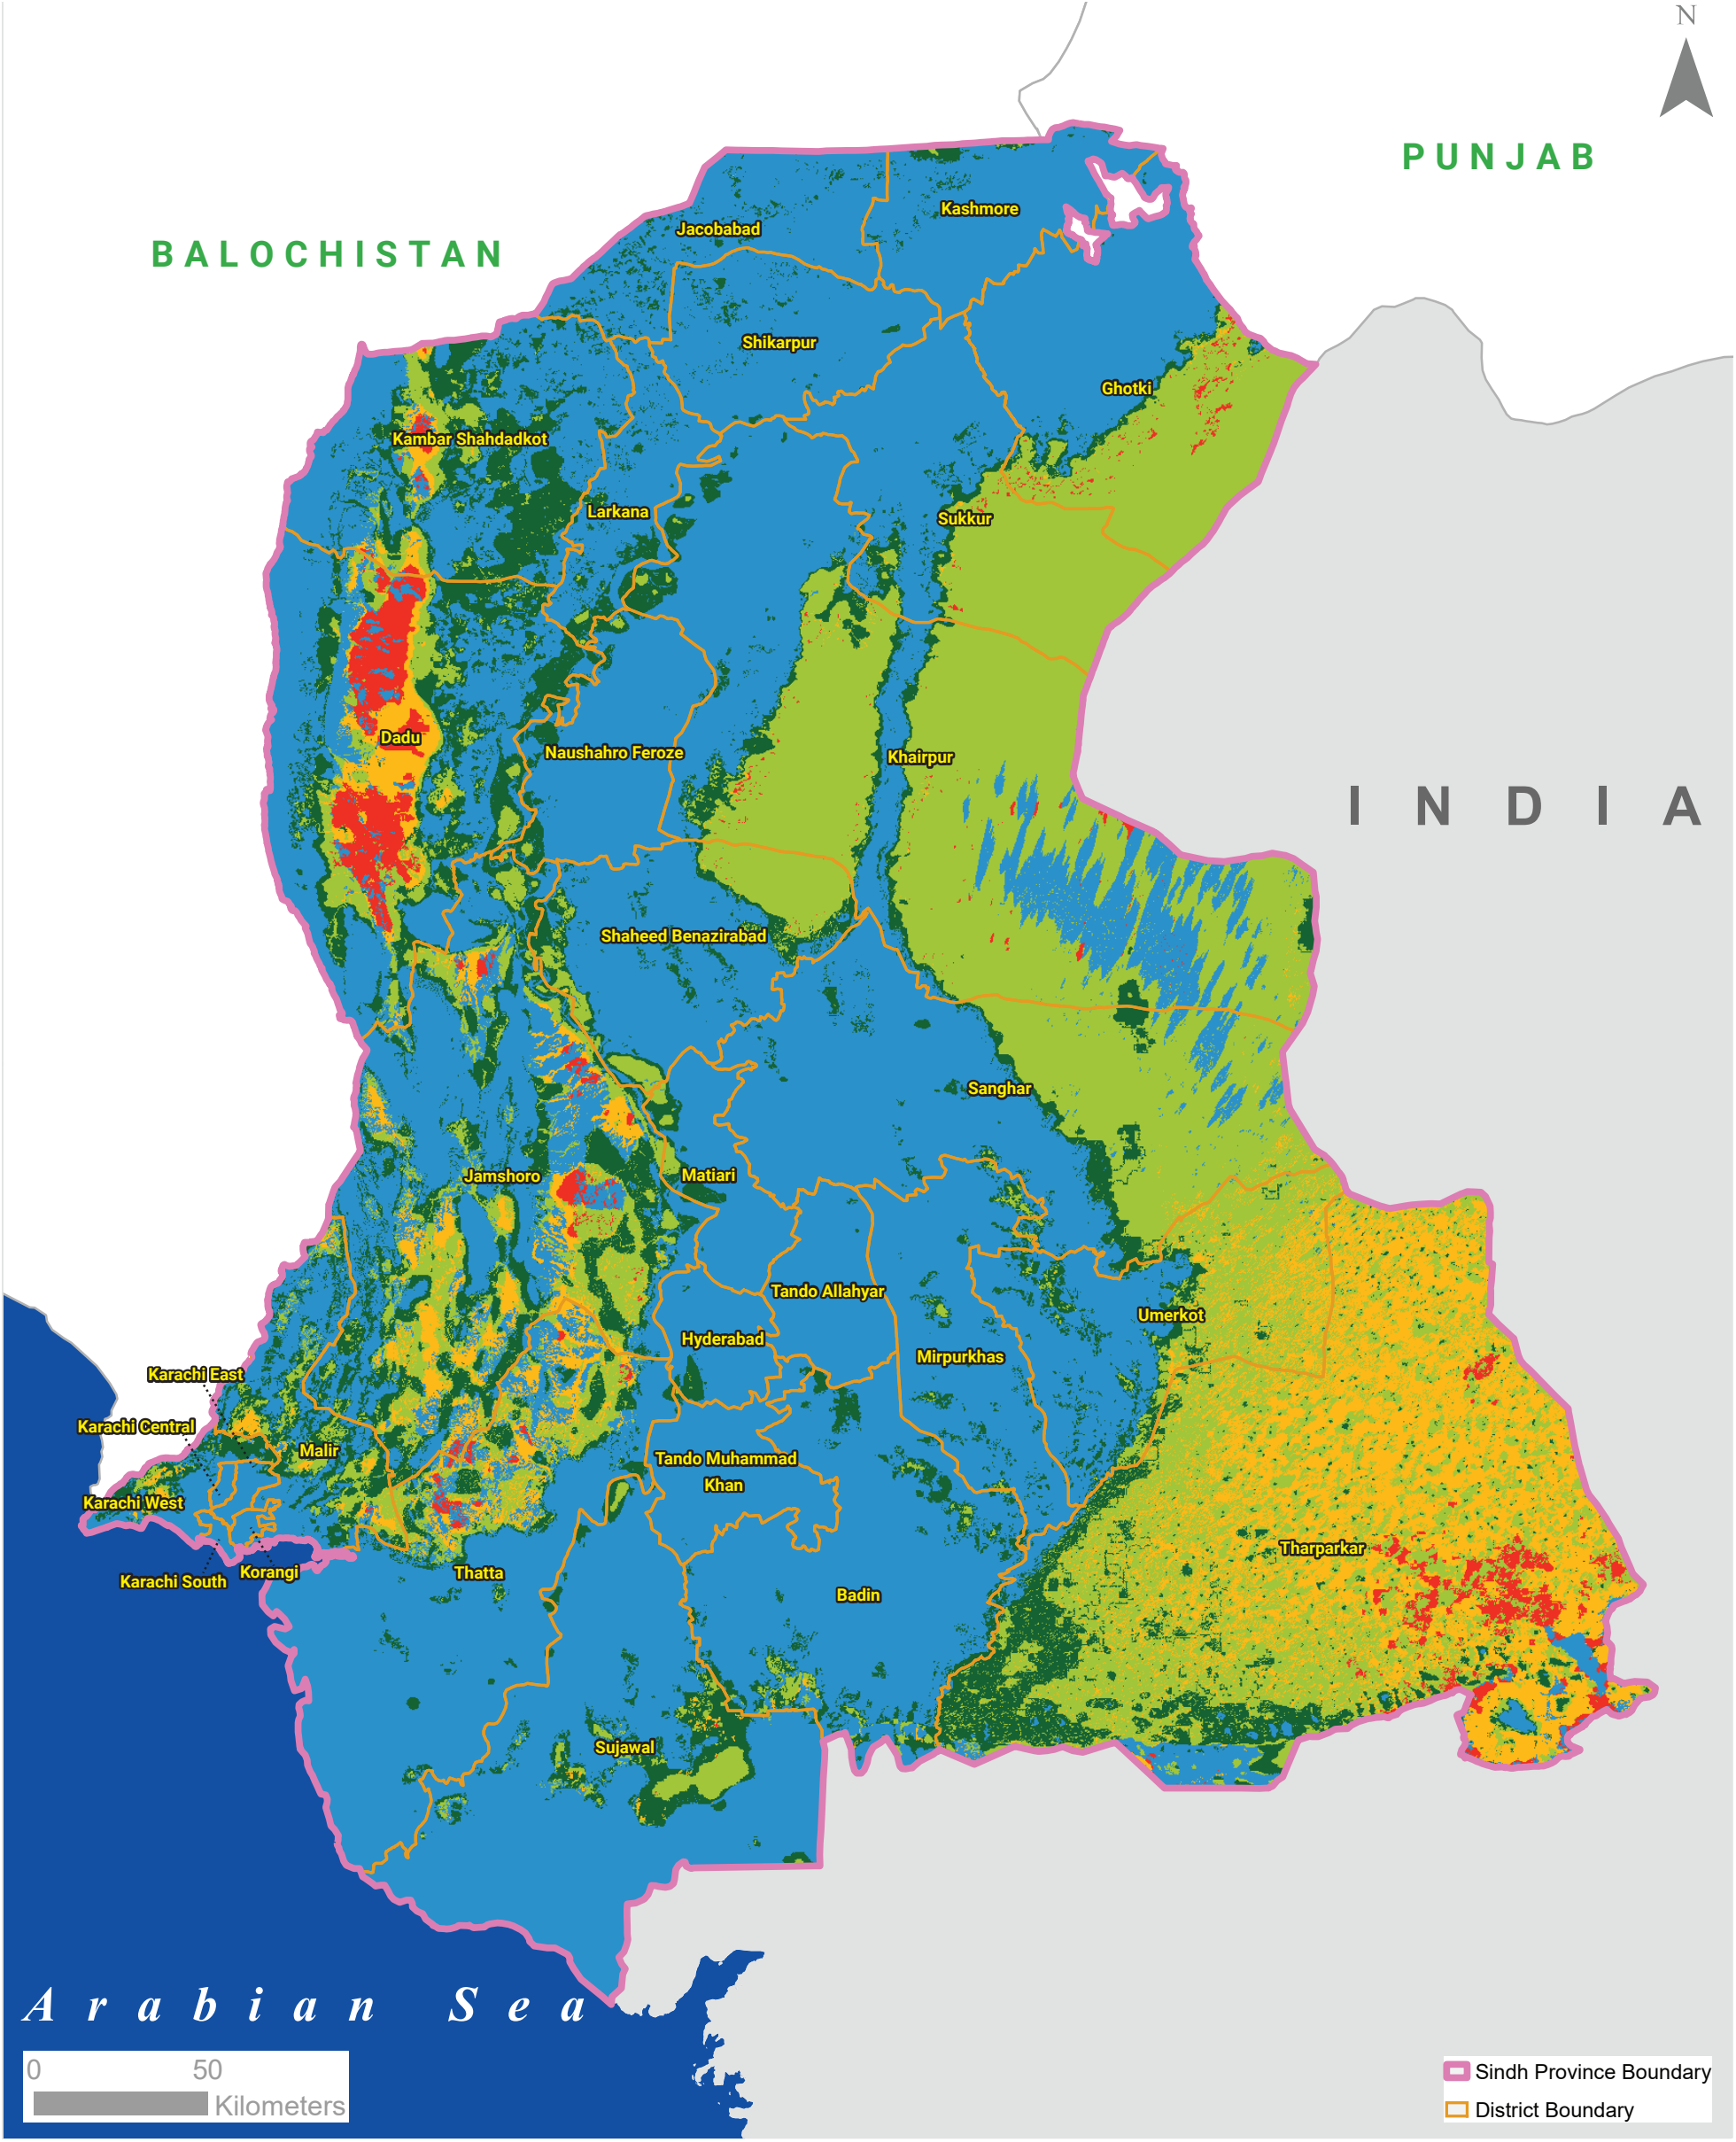 N
PUNJAB
BALOCHISTAN
Kashmore
Jacobabad
Shikarpur
Ghotki
Kambar Shahdadkot
Larkana
Sukkur
Dadu
Naushahro Feroze
Khairpur
INDIA
Shaheed Benazirabad
Sanghar
Jamshoro
Matiari
Tando Allahyar
Umerkot
Hyderabad
Mirpurkhas
Karachi East
Karachi Central
Malir
Tando Muhammad
Khan
Karachi West
Tharparkar
Korangi
Thatta
Karachi South
Badin
Sujawal
Arabian Sea
0 50
Kilometers
Sindh Province Boundary
District Boundary